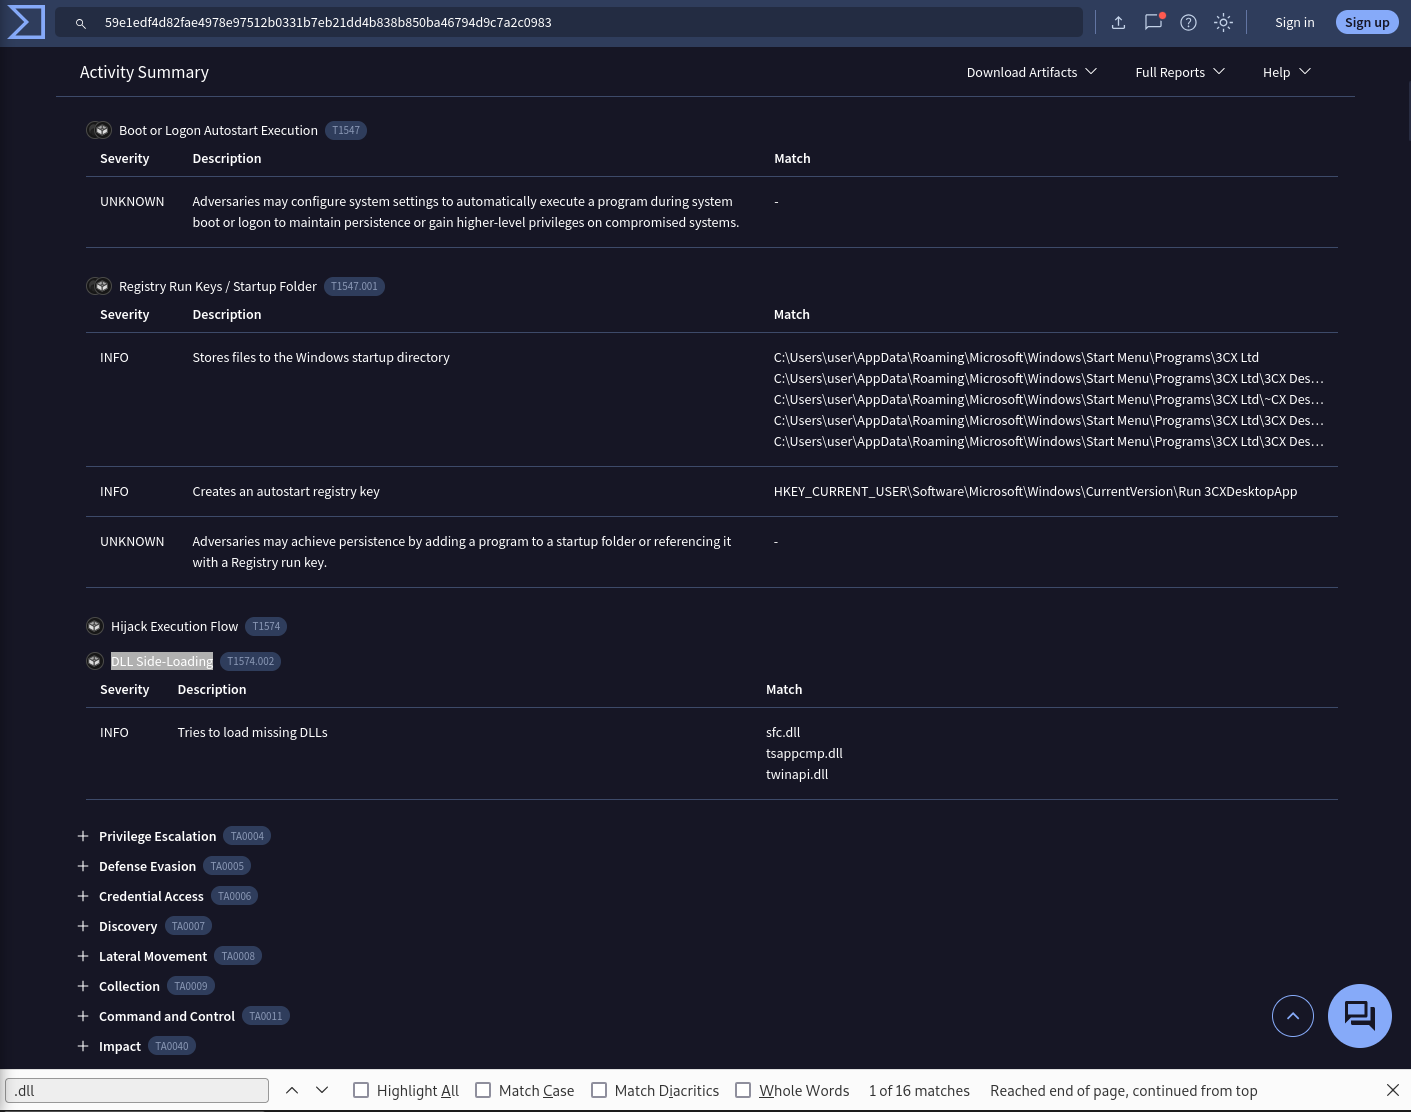 59e1edf4d82fae4978e97512b0331b7eb21dd4b838b850ba46794d9c7a2c0983
Sign in
Sign up
Activity Summary
Download Artifacts
Full Reports
Help
Boot or Logon Autostart Execution T1547
Severity Description Match
UNKNOWN Adversaries may configure system settings to automatically execute a program during system -
boot or logon to maintain persistence or gain higher-level privileges on compromised systems.
Registry Run Keys / Startup Folder T1547.001
Severity Description Match
INFO Stores files to the Windows startup directory C:\Users\user\AppData\Roaming\Microsoft\Windows\Start Menu\Programs\3CX Ltd
C:\Users\user\AppData\Roaming\Microsoft\Windows\Start Menu\Programs\3CX Ltd\3CX Des…
C:\Users\user\AppData\Roaming\Microsoft\Windows\Start Menu\Programs\3CX Ltd\~CX Des…
C:\Users\user\AppData\Roaming\Microsoft\Windows\Start Menu\Programs\3CX Ltd\3CX Des…
C:\Users\user\AppData\Roaming\Microsoft\Windows\Start Menu\Programs\3CX Ltd\3CX Des…
INFO Creates an autostart registry key HKEY_CURRENT_USER\Software\Microsoft\Windows\CurrentVersion\Run 3CXDesktopApp
UNKNOWN Adversaries may achieve persistence by adding a program to a startup folder or referencing it -
with a Registry run key.
Hijack Execution Flow T1574
DLL Side-Loading T1574.002
Severity Description Match
INFO Tries to load missing DLLs sfc.dll
tsappcmp.dll
twinapi.dll
Privilege Escalation TA0004
Defense Evasion TA0005
Credential Access TA0006
Discovery TA0007
Lateral Movement TA0008
Collection TA0009
Command and Control TA0011
Impact TA0040
.dll
Highlight All
Match Case
Match Diacritics
Whole Words
1 of 16 matches
Reached end of page, continued from top